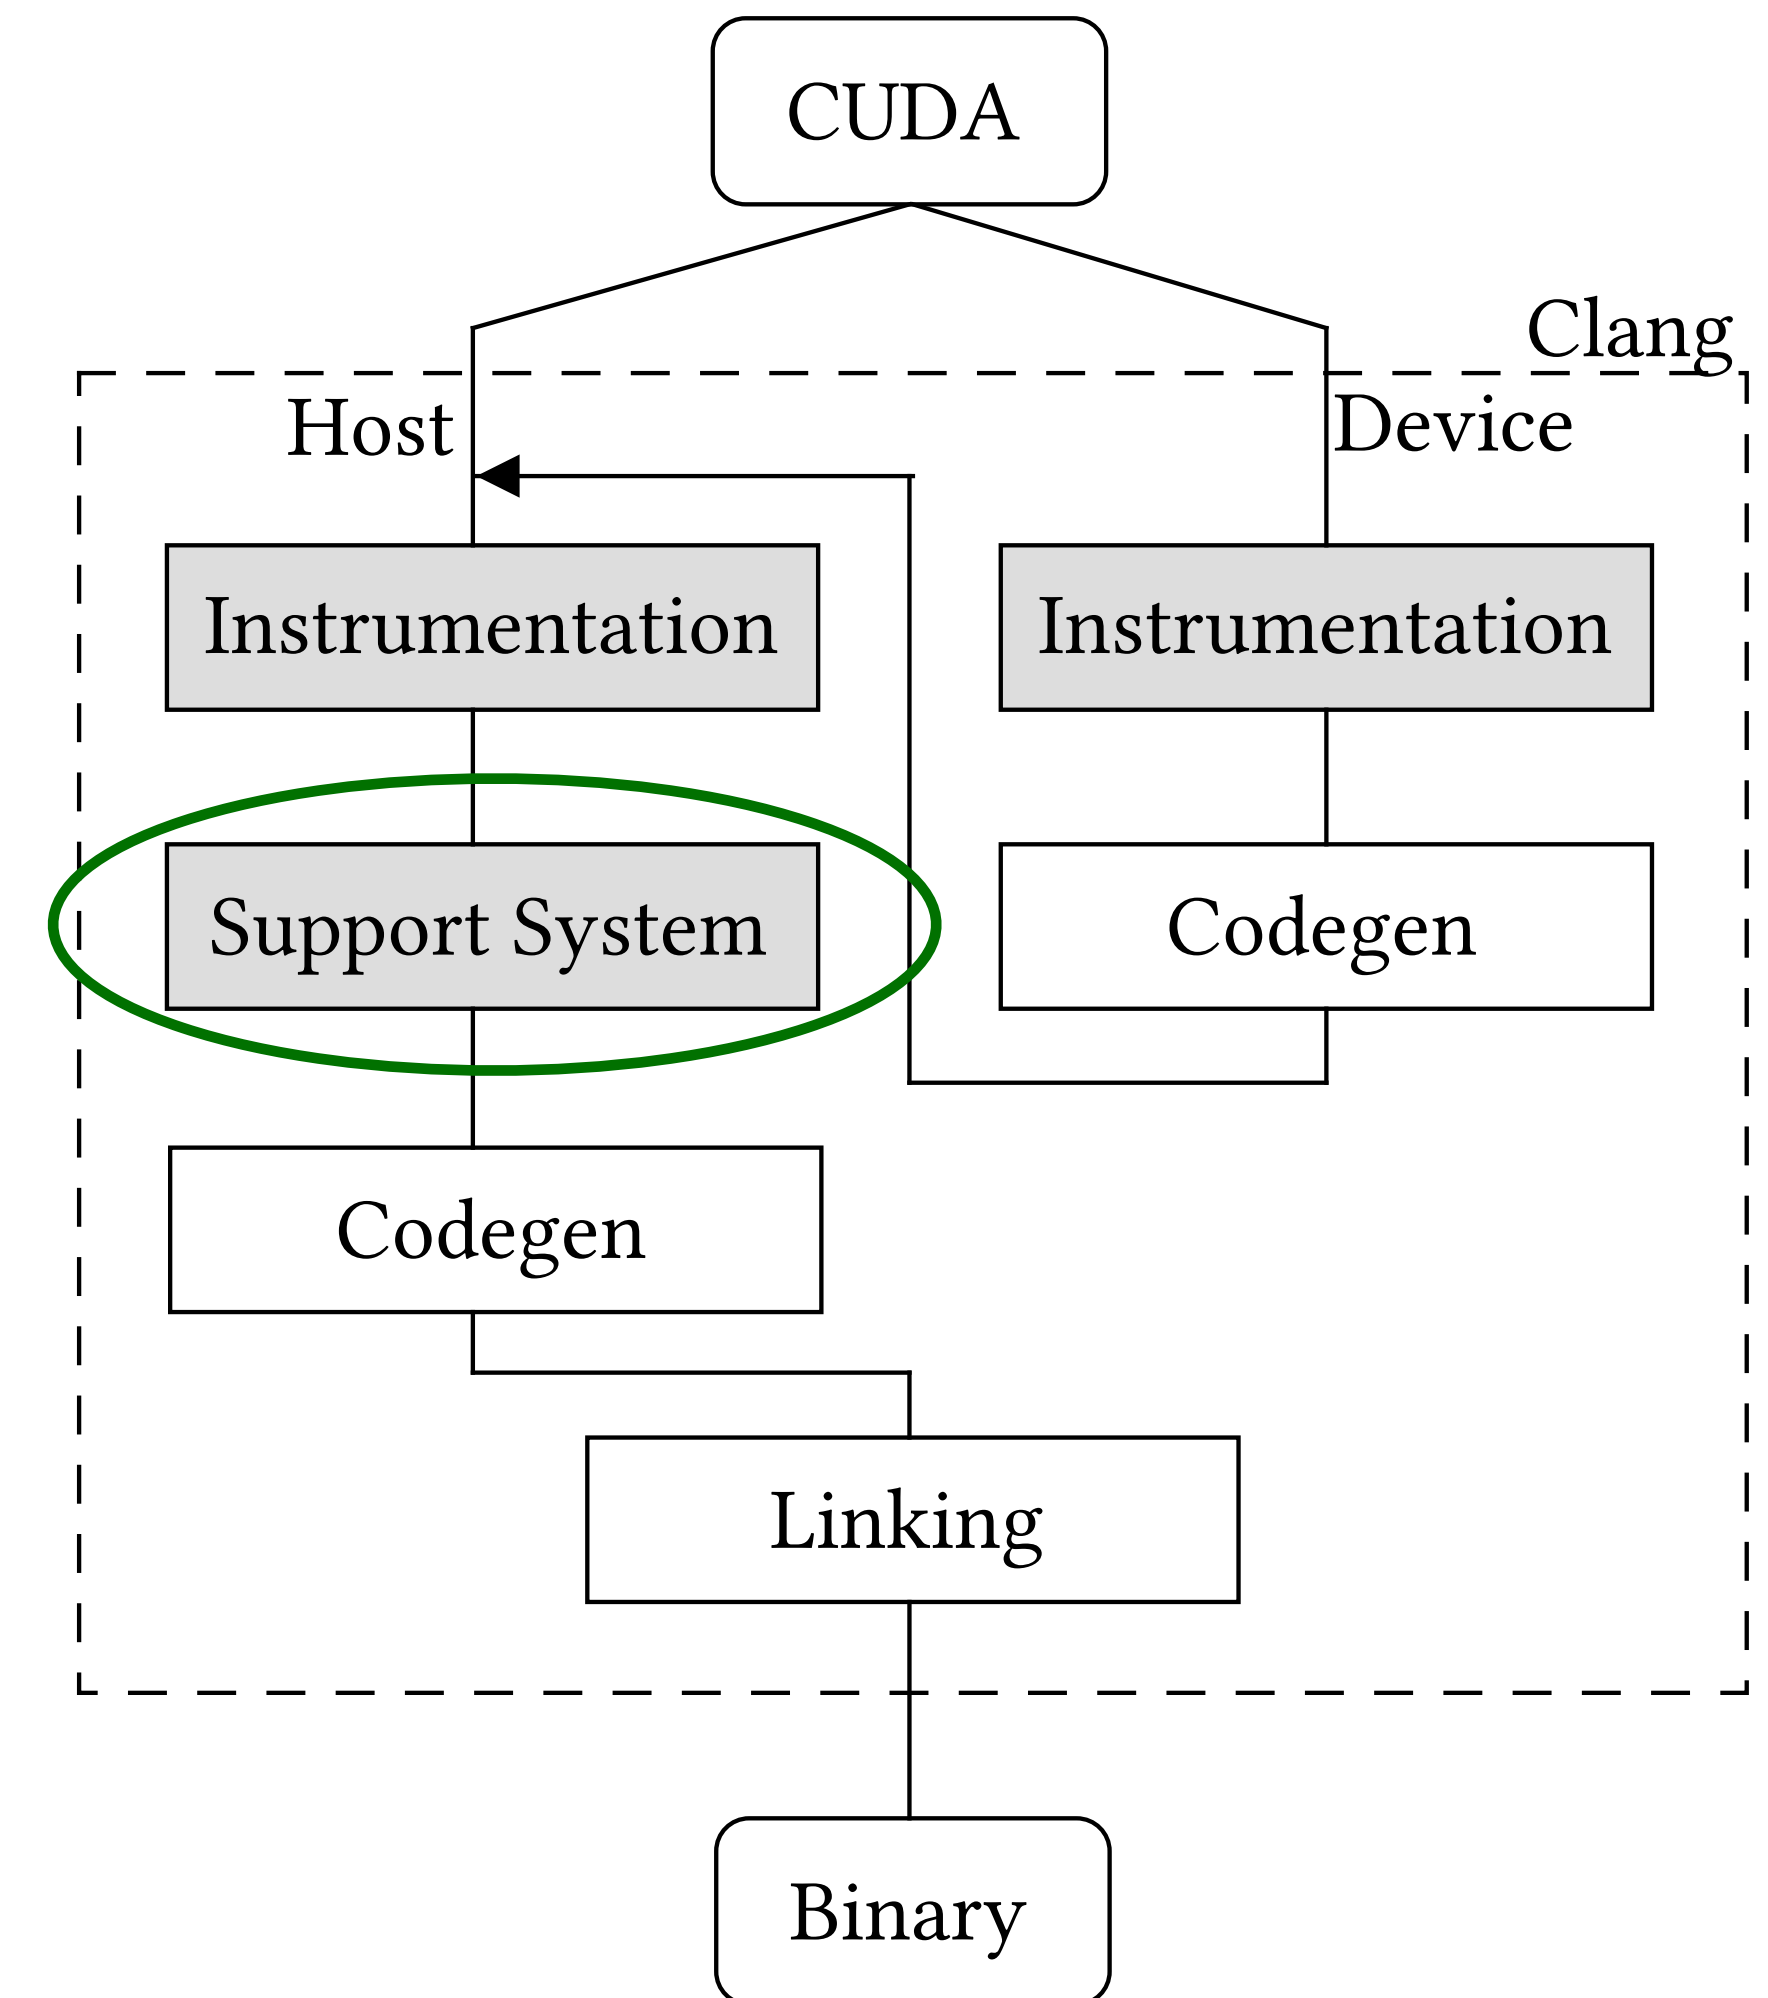 CUDA
Clang
Host
Device
Instrumentation
Instrumentation
Support System
Codegen
Codegen
Linking
Binary